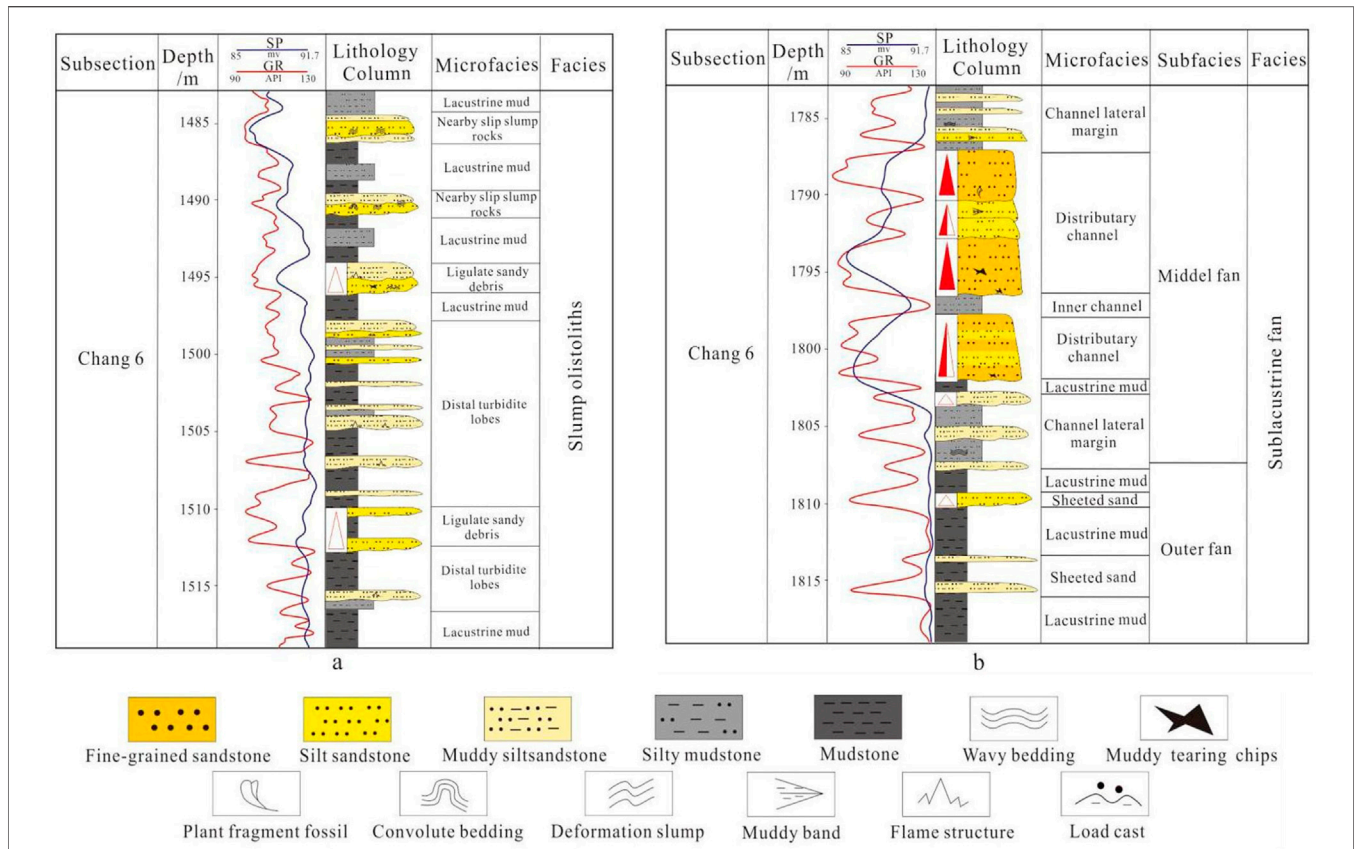 Subsection
Depth
/m
SP
85 mv 91.7
GR
90 API 130
Lithology
Column
Microfacies
Facies
Chang 6
1485
1490
1495
1500
1505
1510
1515
Lacustrine mud
Nearby slip slump
rocks
Lacustrine mud
Nearby slip slump
rocks
Lacustrine mud
Ligulate sandy
debris
Lacustrine mud
Distal turbidite
lobes
Ligulate sandy
debris
Distal turbidite
lobes
Lacustrine mud
Slump olistoliths
a
Subsection
Depth
/m
SP
85 mv 91.7
GR
90 API 130
Lithology
Column
Microfacies
Subfacies
Facies
Chang 6
1785
1790
1795
1800
1805
1810
1815
Channel lateral
margin
Distributary
channel
Inner channel
Distributary
channel
Lacustrine mud
Channel lateral
margin
Lacustrine mud
Sheeted sand
Lacustrine mud
Sheeted sand
Lacustrine mud
Middel fan
Outer fan
Sublacustrine fan
b
Fine-grained sandstone
Silt sandstone
Muddy siltsandstone
Silty mudstone
Mudstone
Wavy bedding
Muddy tearing chips
Plant fragment fossil
Convolute bedding
Deformation slump
Muddy band
Flame structure
Load cast